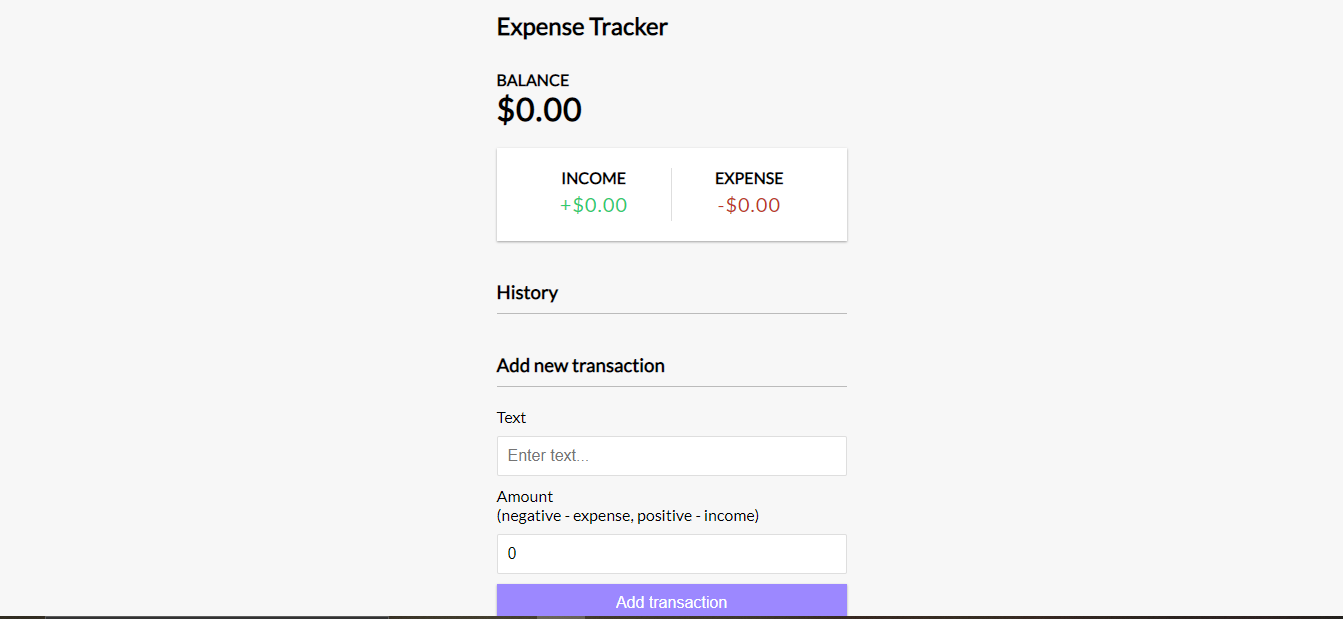 Expense Tracker
BALANCE
$0.00
INCOME EXPENSE
+$0.00 -$0.00
History
Add new transaction
Text
Enter text...
Amount
(negative - expense, positive - income)
0
Add transaction